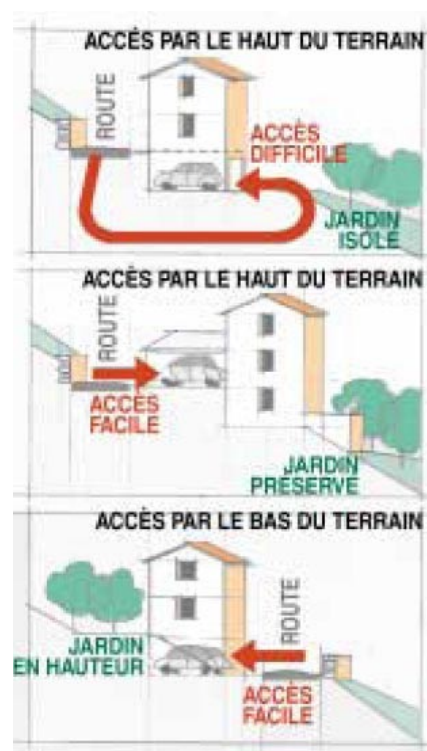 ACCÈS PAR LE HAUT DU TERRAIN
ROUTE
ACCÈS
DIFFICILE
JARDIN
ISOLÉ
ACCÈS PAR LE HAUT DU TERRAIN
ROUTE
ACCÈS
FACILE
JARDIN
PRÉSERVÉ
ACCÈS PAR LE BAS DU TERRAIN
ROUTE
JARDIN
EN HAUTEUR
ACCÈS
FACILE